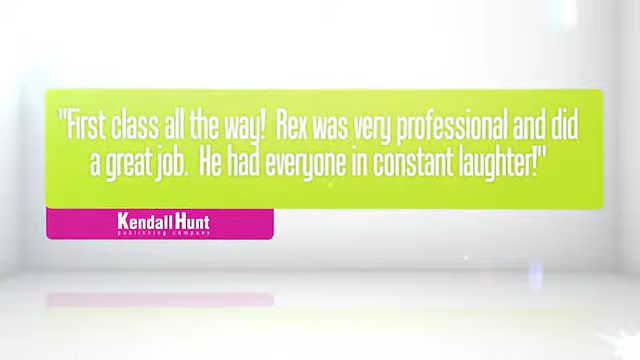 "First class all the way! Rex was very professional and did
a great job. He had everyone in constant laughter!"
Kendall Hunt
publishing company